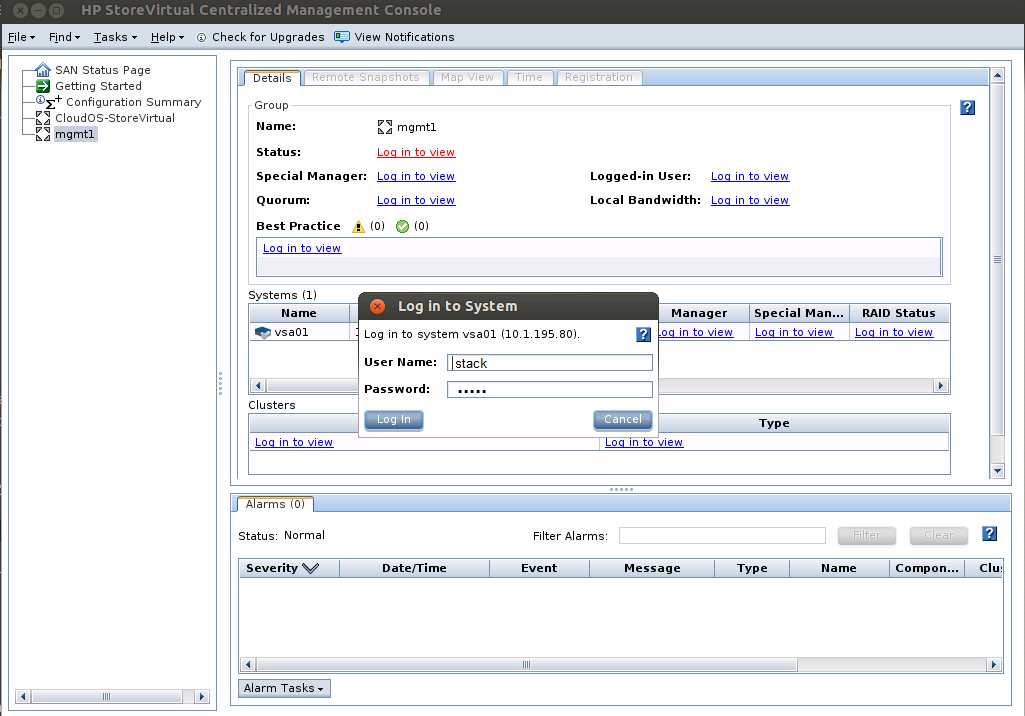 HP StoreVirtual Centralized Management Console
File Find Tasks Help Check for Upgrades View Notifications
SAN Status Page
Getting Started
Configuration Summary
CloudOS-StoreVirtual
mgmt1
Details Remote Snapshots Map View Time Registration
Group
Name: mgmt1
Status: Log in to view
Special Manager: Log in to view Logged-in User: Log in to view
Quorum: Log in to view Local Bandwidth: Log in to view
Best Practice (0) (0)
Log in to view
Systems (1)
Name Manager Special Man... RAID Status
vsa01 Log in to view Log in to view Log in to view
Log in to System
Log in to system vsa01 (10.1.195.80).
User Name: stack
Password: •••••
Log In Cancel
Clusters
Type
Log in to view Log in to view
Alarms (0)
Status: Normal Filter Alarms: Filter Clear
Severity Date/Time Event Message Type Name Compon... Clu
Alarm Tasks